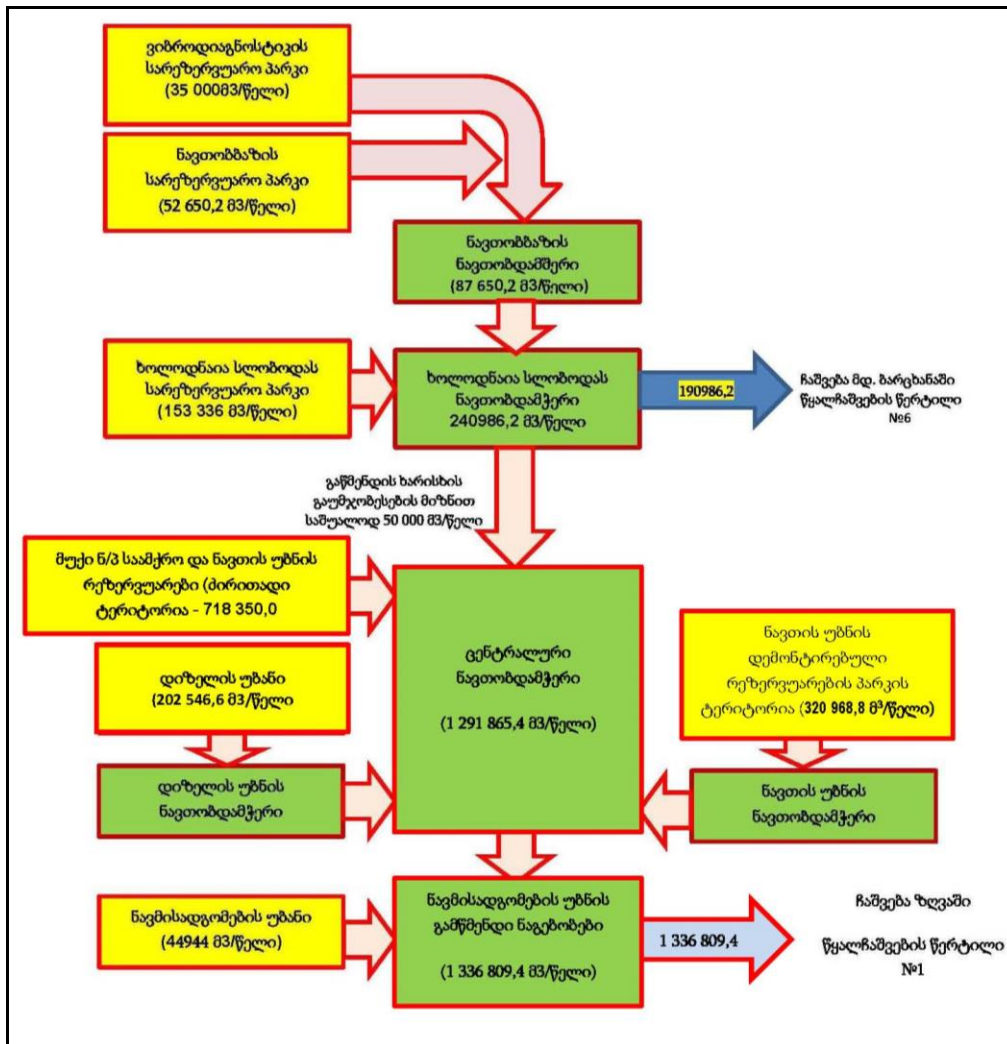 ვიბროდიაგნოსტიკის
სარეზერვუარო პარკი
(35 000მ3/წელი)
ნავთობბაზის
სარეზერვუარო პარკი
(52 650,2 მ3/წელი)
ნავთობბაზის
ნავთობდამშერი
(87 650,2 მ3/წელი)
ხოლოდნაია სლობოდას
სარეზერვუარო პარკი
(153 336 მ3/წელი)
ხოლოდნაია სლობოდას
ნავთობდამჭერი
240986,2 მ3/წელი
190986,2
ჩაშვება მდ. ბარცხანაში
წყალჩაშვების წერტილი
№6
გაწმენდის ხარისხის
გაუმჯობესების მიზნით
საშუალოდ 50 000 მ3/წელი
მუქი ნ/პ საამქრო და ნავთის უბნის
რეზერვუარები (ძირითადი
ტერიტორია - 718 350,0
დიზელის უბანი
(202 546,6 მ3/წელი
დიზელის უბნის
ნავთობდამჭერი
ცენტრალური
ნავთობდამჭერი
(1 291 865,4 მ3/წელი)
ნავთის უბნის
დემონტირებული
რეზერვუარების პარკის
ტერიტორია (320 968,8 მ³/წელი)
ნავთის უბნის
ნავთობდამჭერი
ნავმისადგომების უბანი
(44944 მ3/წელი)
ნავმისადგომების უბნის
გამწმენდი ნაგებობები
(1 336 809,4 მ3/წელი)
1 336 809,4
ჩაშვება ზღვაში
წყალჩაშვების წერტილი
№1